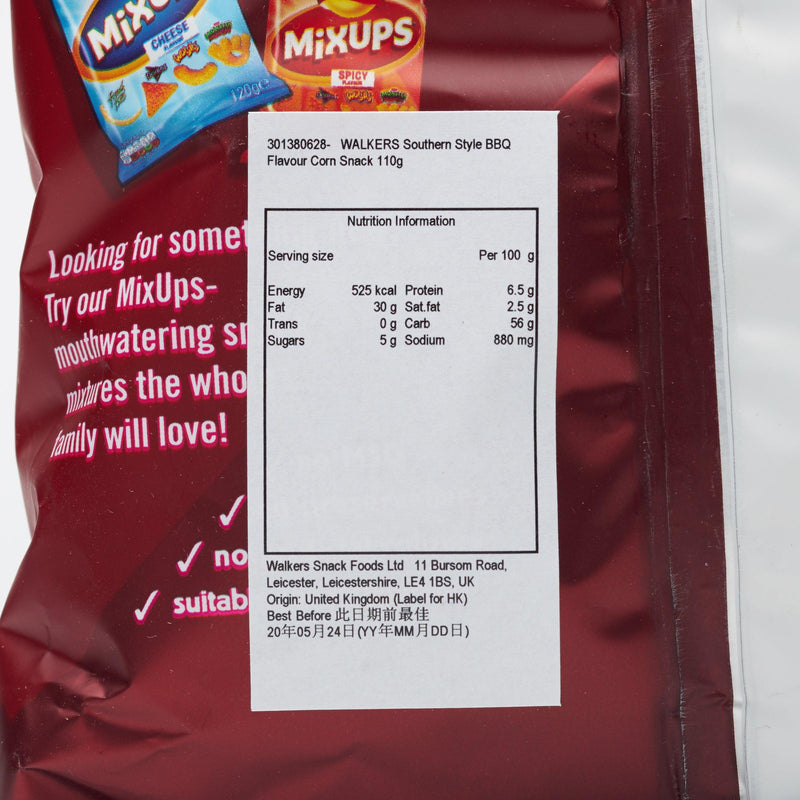 MIXUPS
CHEESE
FLAVOUR
120g e
MIXUPS
SPICY
FLAVOUR
301380628- WALKERS Southern Style BBQ
Flavour Corn Snack 110g
Nutrition Information
Serving size Per 100 g
Energy 525 kcal Protein 6.5 g
Fat 30 g Sat.fat 2.5 g
Trans 0 g Carb 56 g
Sugars 5 g Sodium 880 mg
Walkers Snack Foods Ltd 11 Bursom Road,
Leicester, Leicestershire, LE4 1BS, UK
Origin: United Kingdom (Label for HK)
Best Before 此日期前最佳
20年05月24日(YY年MM月DD日)
Looking for somet
Try our MixUps-
mouthwatering sn
mixtures the who
family will love!
✓
✓ no
✓ suitab